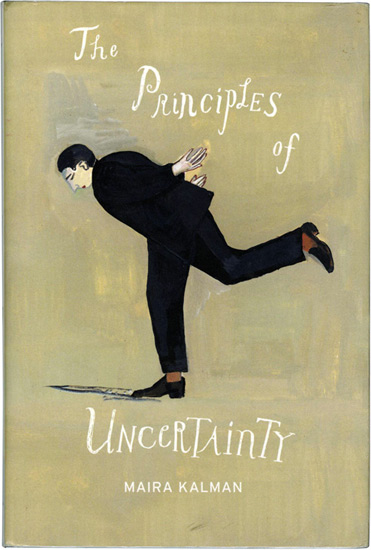 The
Principles
of
Uncertainty
MAIRA KALMAN